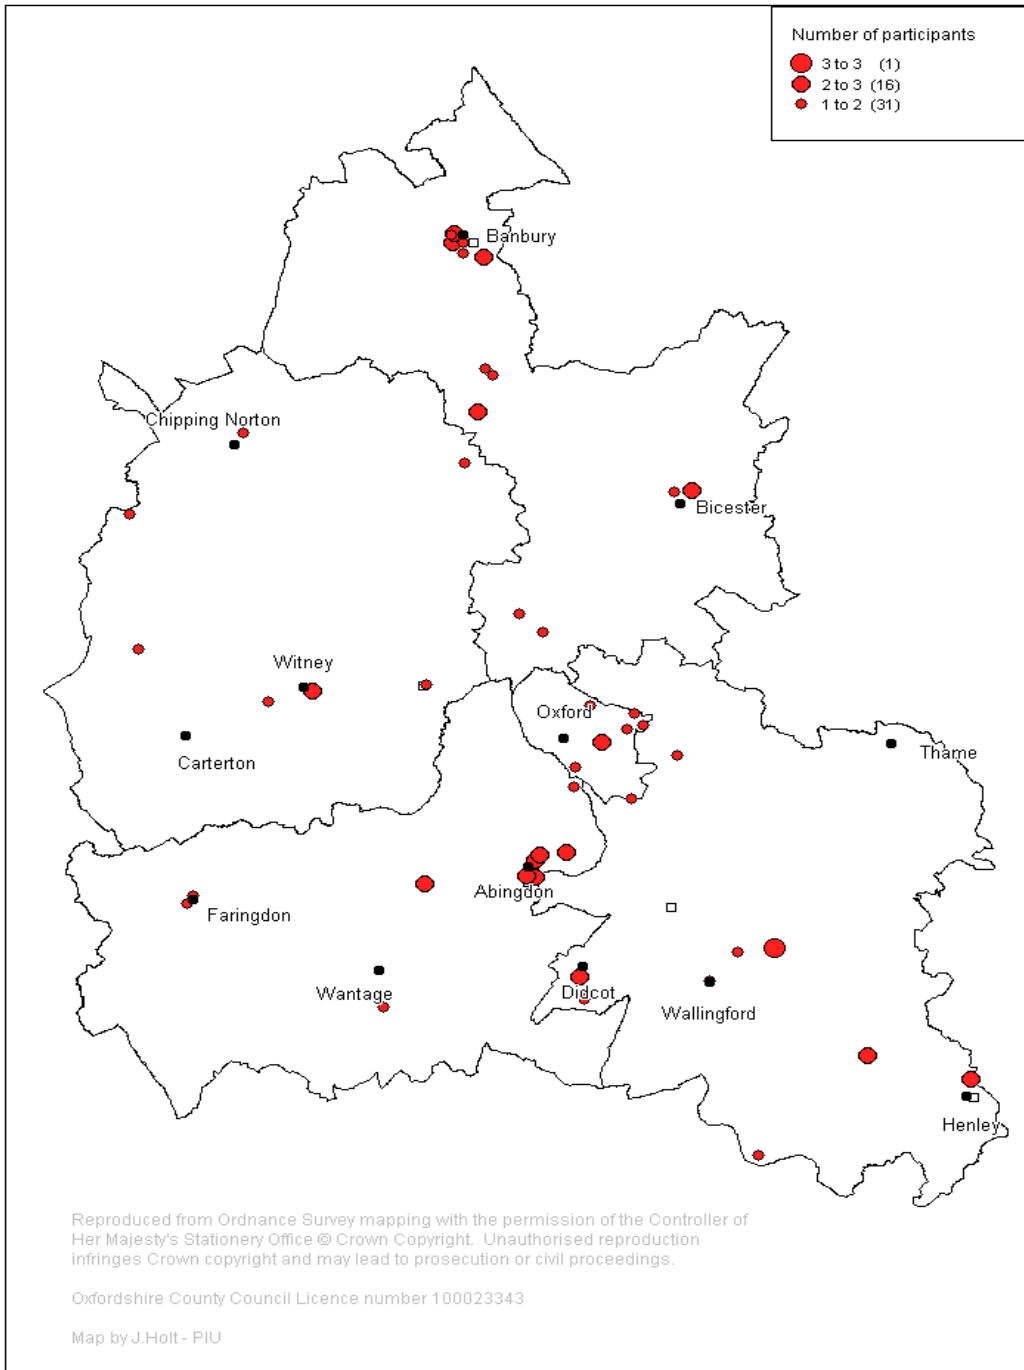 Number of participants
3 to 3 (1)
2 to 3 (16)
1 to 2 (31)
Banbury
Chipping Norton
Bicester
Witney
Oxford
Carterton
Thame
Abingdon
Faringdon
Wantage
Didcot
Wallingford
Henley
Reproduced from Ordnance Survey mapping with the permission of the Controller of
Her Majesty's Stationery Office © Crown Copyright. Unauthorised reproduction
infringes Crown copyright and may lead to prosecution or civil proceedings.
Oxfordshire County Council Licence number 100023343
Map by J.Holt - PIU